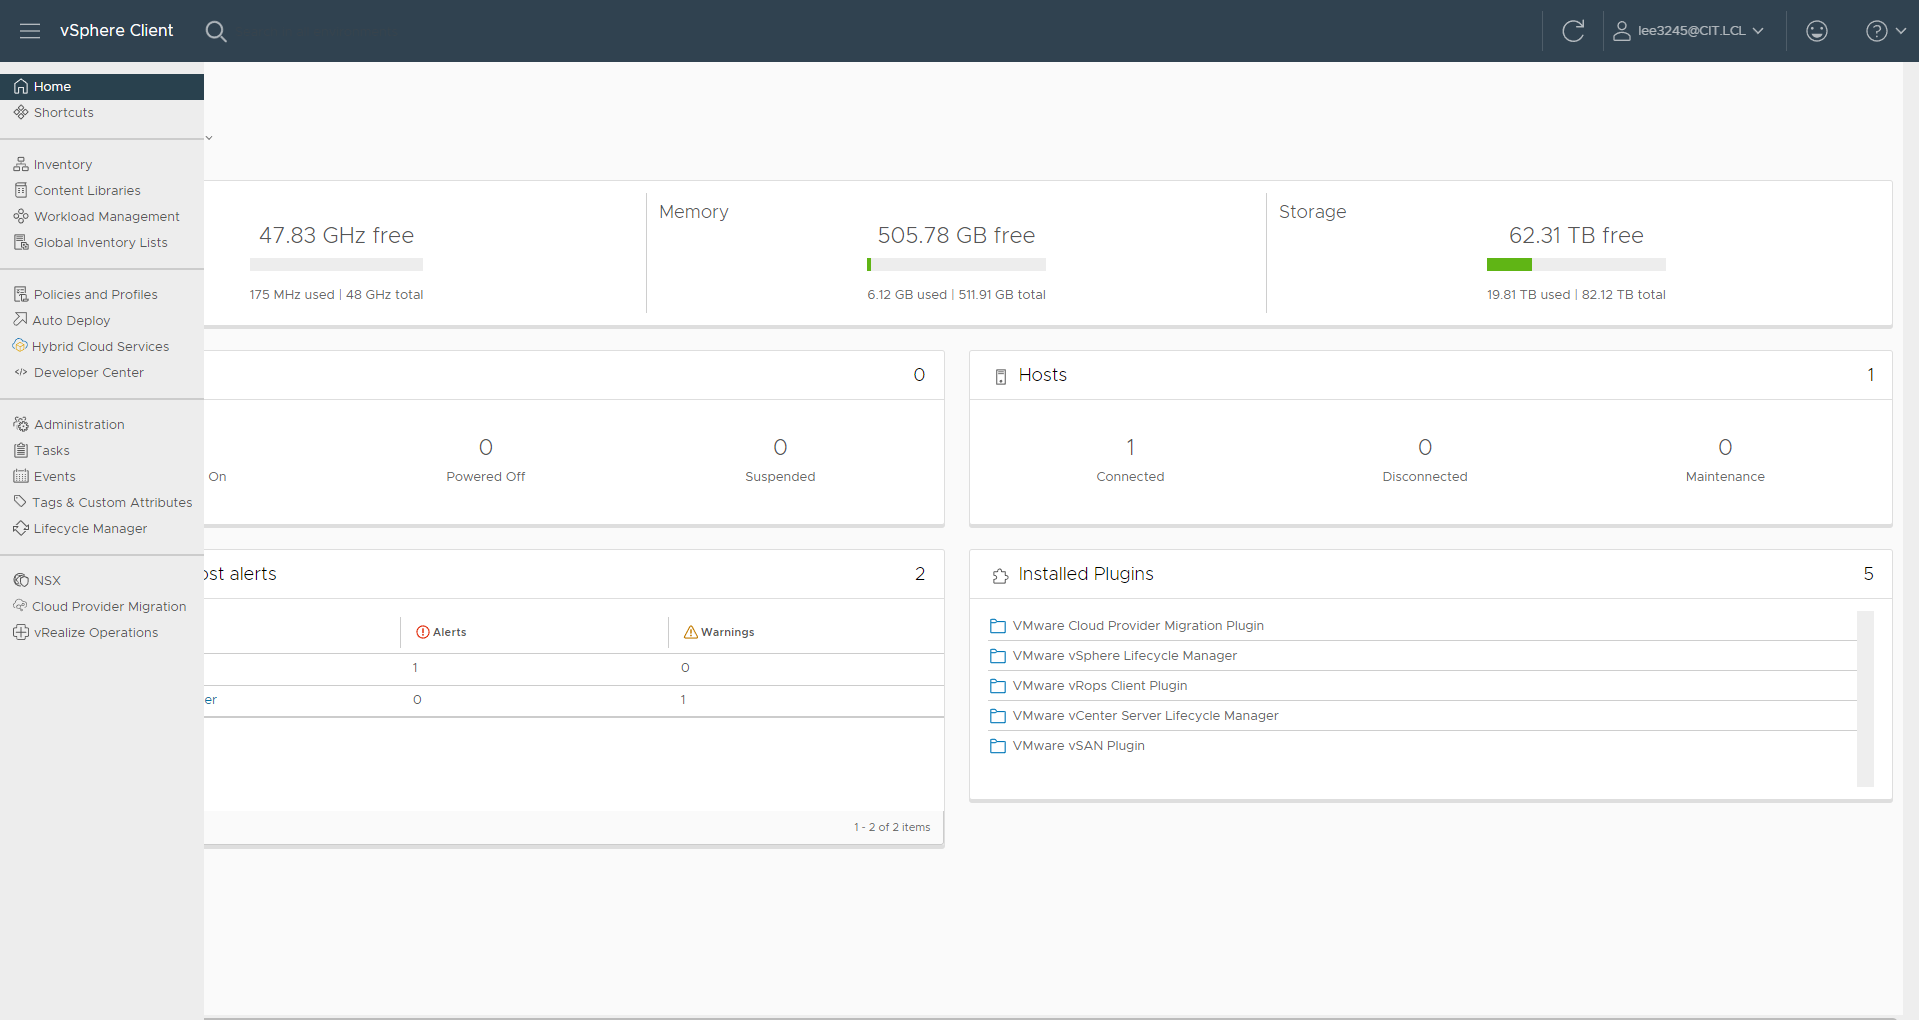 vSphere Client
lee3245@CIT.LCL
Home
Shortcuts
Inventory
Content Libraries
Workload Management
Global Inventory Lists
Policies and Profiles
Auto Deploy
Hybrid Cloud Services
Developer Center
Administration
Tasks
Events
Tags & Custom Attributes
Lifecycle Manager
NSX
Cloud Provider Migration
vRealize Operations
47.83 GHz free
175 MHz used | 48 GHz total
Memory
505.78 GB free
6.12 GB used | 511.91 GB total
Storage
62.31 TB free
19.81 TB used | 82.12 TB total
0
On
0
Powered Off
0
Suspended
Hosts 1
1
Connected
0
Disconnected
0
Maintenance
ost alerts 2
Alerts Warnings
1 0
er 0 1
1 - 2 of 2 items
Installed Plugins 5
VMware Cloud Provider Migration Plugin
VMware vSphere Lifecycle Manager
VMware vRops Client Plugin
VMware vCenter Server Lifecycle Manager
VMware vSAN Plugin